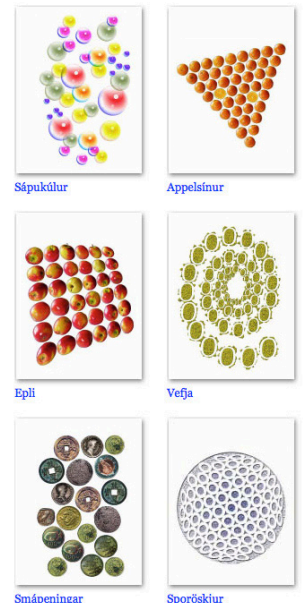 Sápukúlur
Appelsínur
Epli
Vefja
Smápeningar
Sporöskjur